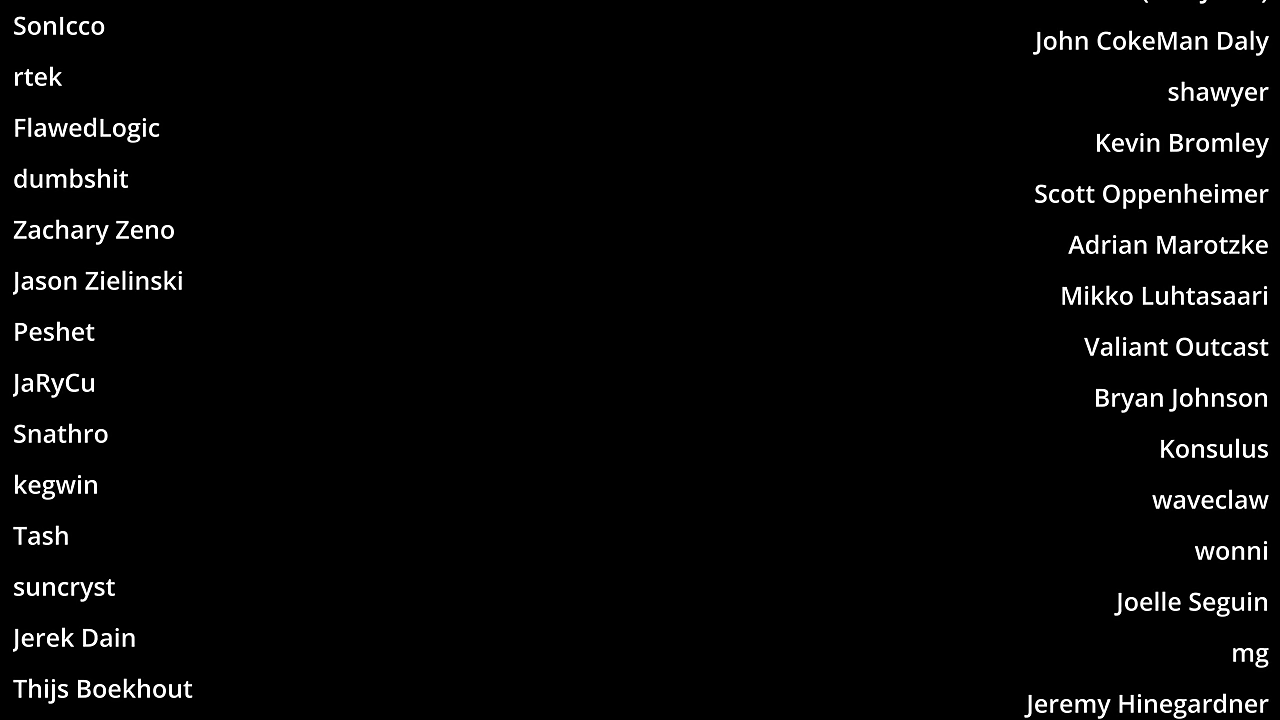 SonIcco
rtek
FlawedLogic
dumbshit
Zachary Zeno
Jason Zielinski
Peshet
JaRyCu
Snathro
kegwin
Tash
suncryst
Jerek Dain
Thijs Boekhout
John CokeMan Daly
shawyer
Kevin Bromley
Scott Oppenheimer
Adrian Marotzke
Mikko Luhtasaari
Valiant Outcast
Bryan Johnson
Konsulus
waveclaw
wonni
Joelle Seguin
mg
Jeremy Hinegardner